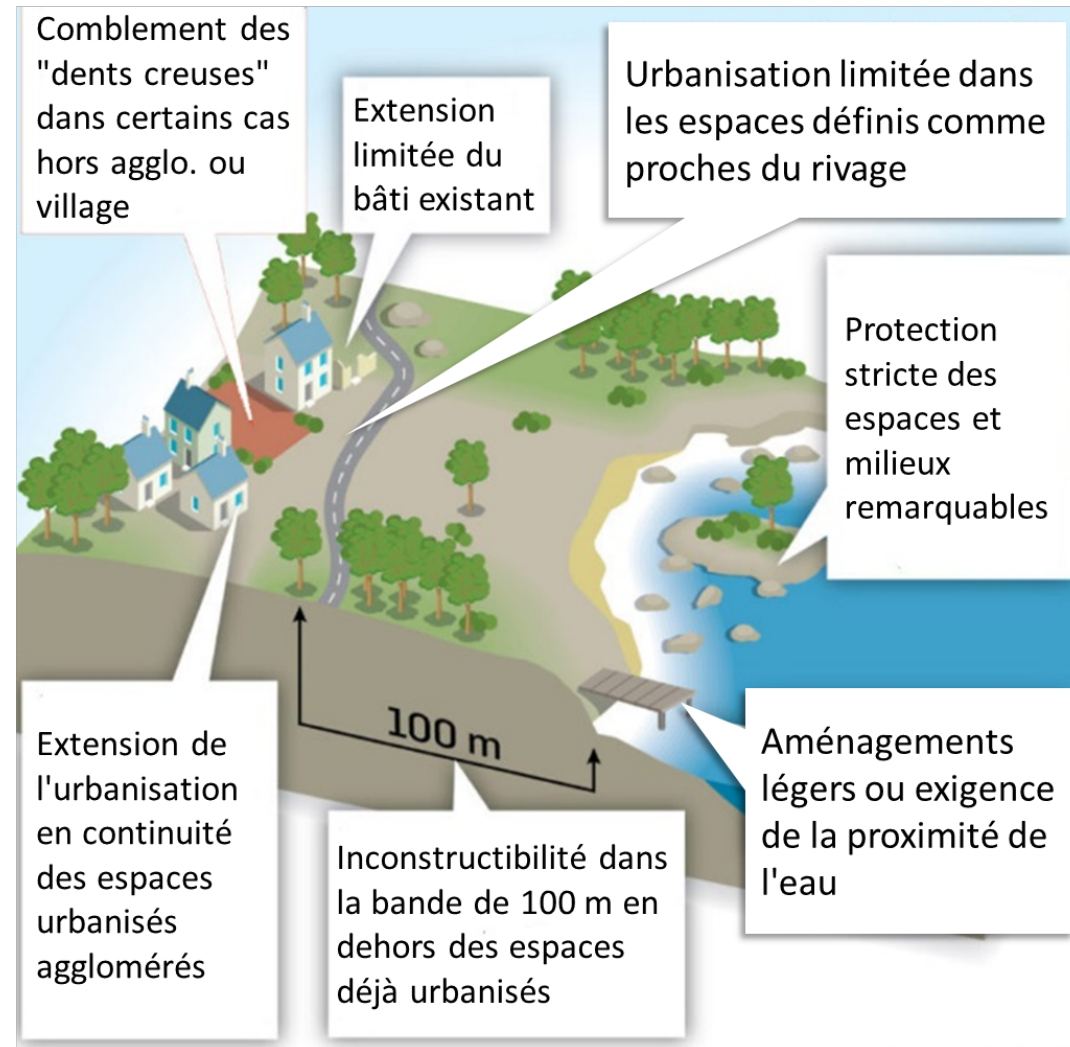 Comblement des
"dents creuses"
dans certains cas
hors agglo. ou
village
Extension
limitée du
bâti existant
Urbanisation limitée dans
les espaces définis comme
proches du rivage
Protection
stricte des
espaces et
milieux
remarquables
100 m
Extension de
l'urbanisation
en continuité
des espaces
urbanisés
agglomérés
Inconstructibilité dans
la bande de 100 m en
dehors des espaces
déjà urbanisés
Aménagements
légers ou exigence
de la proximité de
l'eau